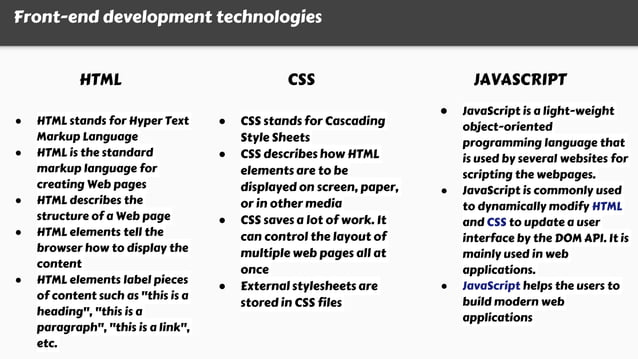 Front-end development technologies
HTML
● HTML stands for Hyper Text
Markup Language
● HTML is the standard
markup language for
creating Web pages
● HTML describes the
structure of a Web page
● HTML elements tell the
browser how to display the
content
● HTML elements label pieces
of content such as "this is a
heading", "this is a
paragraph", "this is a link",
etc.
CSS
● CSS stands for Cascading
Style Sheets
● CSS describes how HTML
elements are to be
displayed on screen, paper,
or in other media
● CSS saves a lot of work. It
can control the layout of
multiple web pages all at
once
● External stylesheets are
stored in CSS files
JAVASCRIPT
● JavaScript is a light-weight
object-oriented
programming language that
is used by several websites for
scripting the webpages.
● JavaScript is commonly used
to dynamically modify HTML
and CSS to update a user
interface by the DOM API. It is
mainly used in web
applications.
● JavaScript helps the users to
build modern web
applications